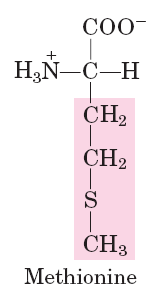 COO⁻
H₃N⁺—C—H
CH₂
CH₂
S
CH₃
Methionine